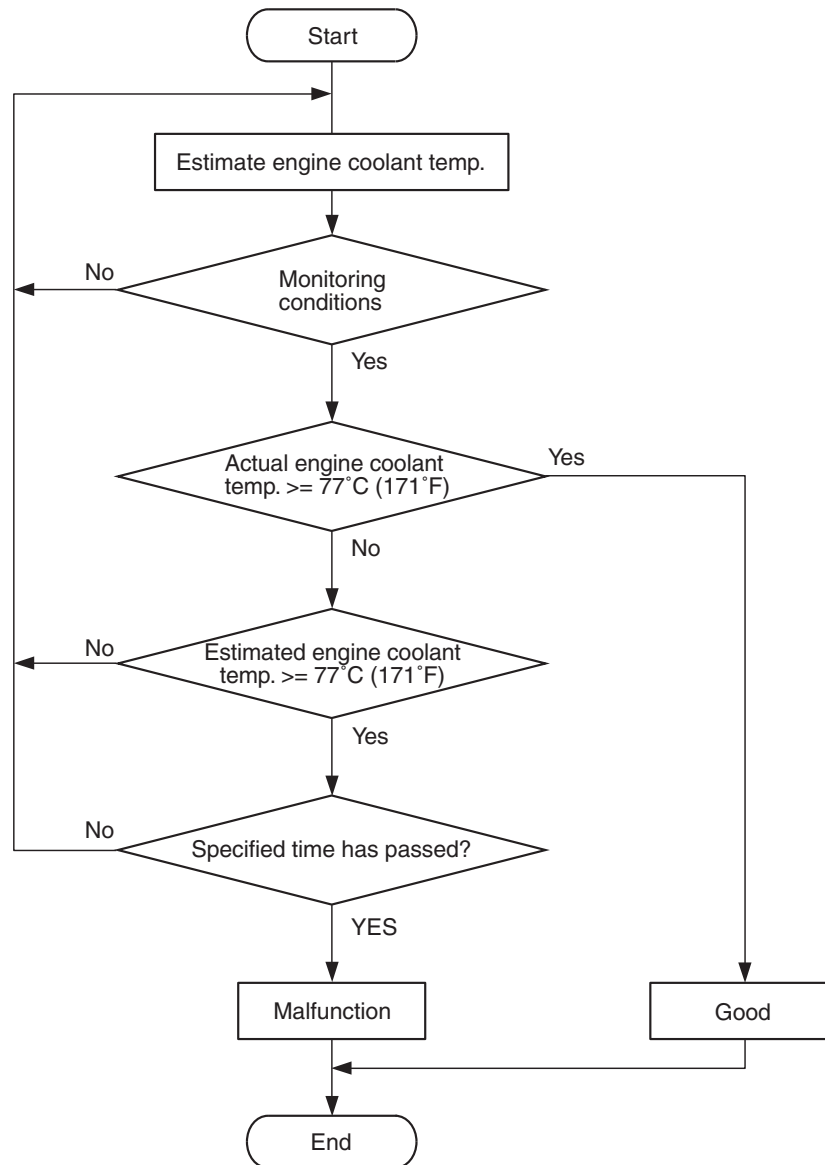 Start
Estimate engine coolant temp.
No
Monitoring
conditions
Yes
Actual engine coolant
temp. >= 77˚C (171˚F)
Yes
No
No
Estimated engine coolant
temp. >= 77˚C (171˚F)
Yes
No
Specified time has passed?
YES
Malfunction
Good
End